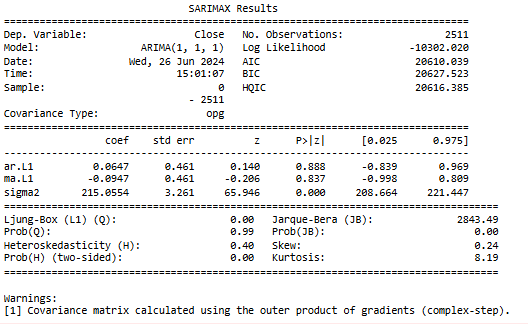 SARIMAX Results
==============================================================================
Dep. Variable: Close No. Observations: 2511
Model: ARIMA(1, 1, 1) Log Likelihood -10302.020
Date: Wed, 26 Jun 2024 AIC 20610.039
Time: 15:01:07 BIC 20627.523
Sample: 0 HQIC 20616.385
- 2511
Covariance Type: opg
==============================================================================
coef std err z P>|z| [0.025 0.975]
------------------------------------------------------------------------------
ar.L1 0.0647 0.461 0.140 0.888 -0.839 0.969
ma.L1 -0.0947 0.461 -0.206 0.837 -0.998 0.809
sigma2 215.0554 3.261 65.946 0.000 208.664 221.447
==============================================================================
Ljung-Box (L1) (Q): 0.00 Jarque-Bera (JB): 2843.49
Prob(Q): 0.99 Prob(JB): 0.00
Heteroskedasticity (H): 0.40 Skew: 0.24
Prob(H) (two-sided): 0.00 Kurtosis: 8.19
==============================================================================
Warnings:
[1] Covariance matrix calculated using the outer product of gradients (complex-step).